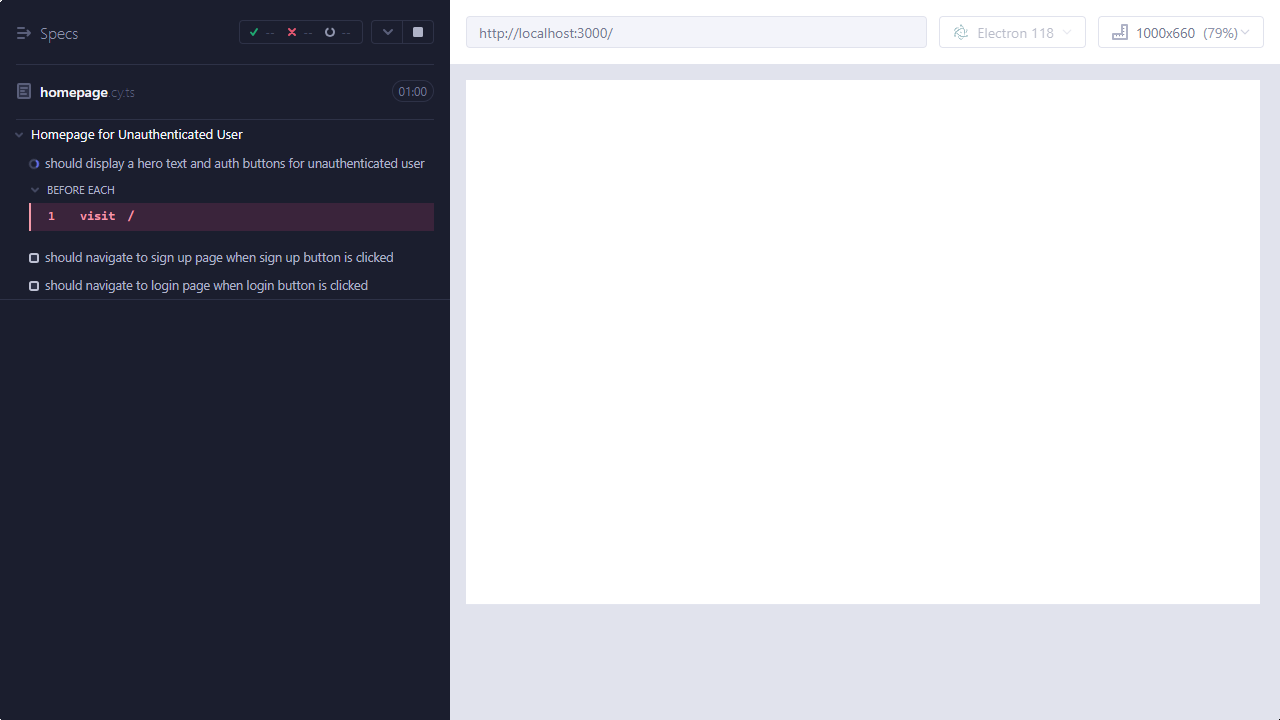 Specs
-- -- --
homepage.cy.ts 01:00
Homepage for Unauthenticated User
should display a hero text and auth buttons for unauthenticated user
BEFORE EACH
1 visit /
should navigate to sign up page when sign up button is clicked
should navigate to login page when login button is clicked
http://localhost:3000/
Electron 118
1000x660 (79%)